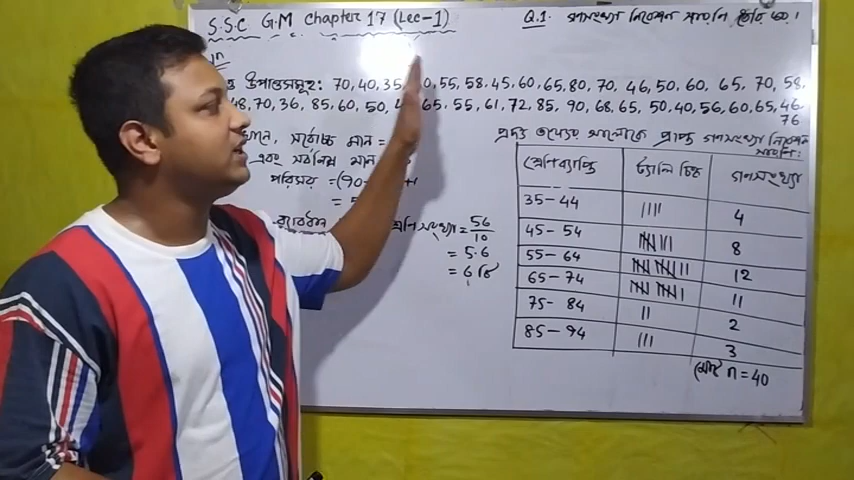 S.S.C G.M Chapter 17 (Lec-1)
Q.1. গণসংখ্যা নিবেশন সারণি তৈরি কর।
উপাত্তসমূহ: 70, 40, 35, 0, 55, 58, 45, 60, 65, 80, 70, 46, 50, 60, 65, 70, 58,
8, 70, 36, 85, 60, 50, 65, 55, 61, 72, 85, 90, 68, 65, 50, 40, 56, 60, 65, 46
76
সর্বোচ্চ মান =
এবং সর্বনিম্ন মান
পরিসর = (90-
= 5
সংখ্যা = 56/10
= 5.6
= 6 টি
প্রদত্ত তথ্যের আলোকে প্রাপ্ত গণসংখ্যা নিবেশন
সারণি:
শ্রেণিব্যাপ্তি ট্যালি চিহ্ন গণসংখ্যা
35-44 |||| 4
45-54 8
55-64 12
65-74 11
75-84 || 2
85-94 ||| 3
মোট n = 40